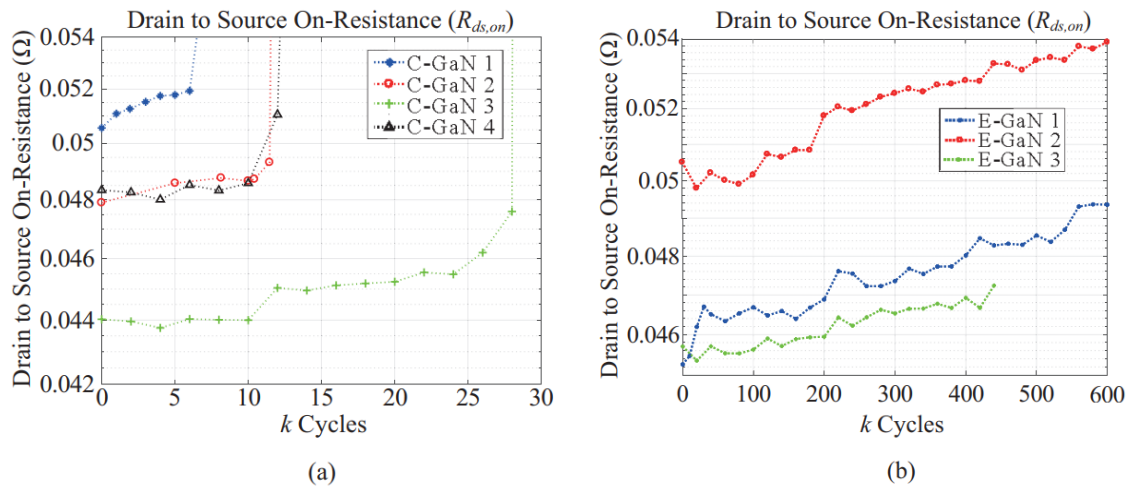 Drain to Source On-Resistance (Rds,on)
Drain to Source On-Resistance (Ω)
0.054
0.052
0.05
0.048
0.046
0.044
0.042
C-GaN 1
C-GaN 2
C-GaN 3
C-GaN 4
0 5 10 15 20 25 30
k Cycles
(a)
Drain to Source On-Resistance (Rds,on)
Drain to Source On-Resistance (Ω)
0.054
0.052
0.05
0.048
0.046
E-GaN 1
E-GaN 2
E-GaN 3
0 100 200 300 400 500 600
k Cycles
(b)